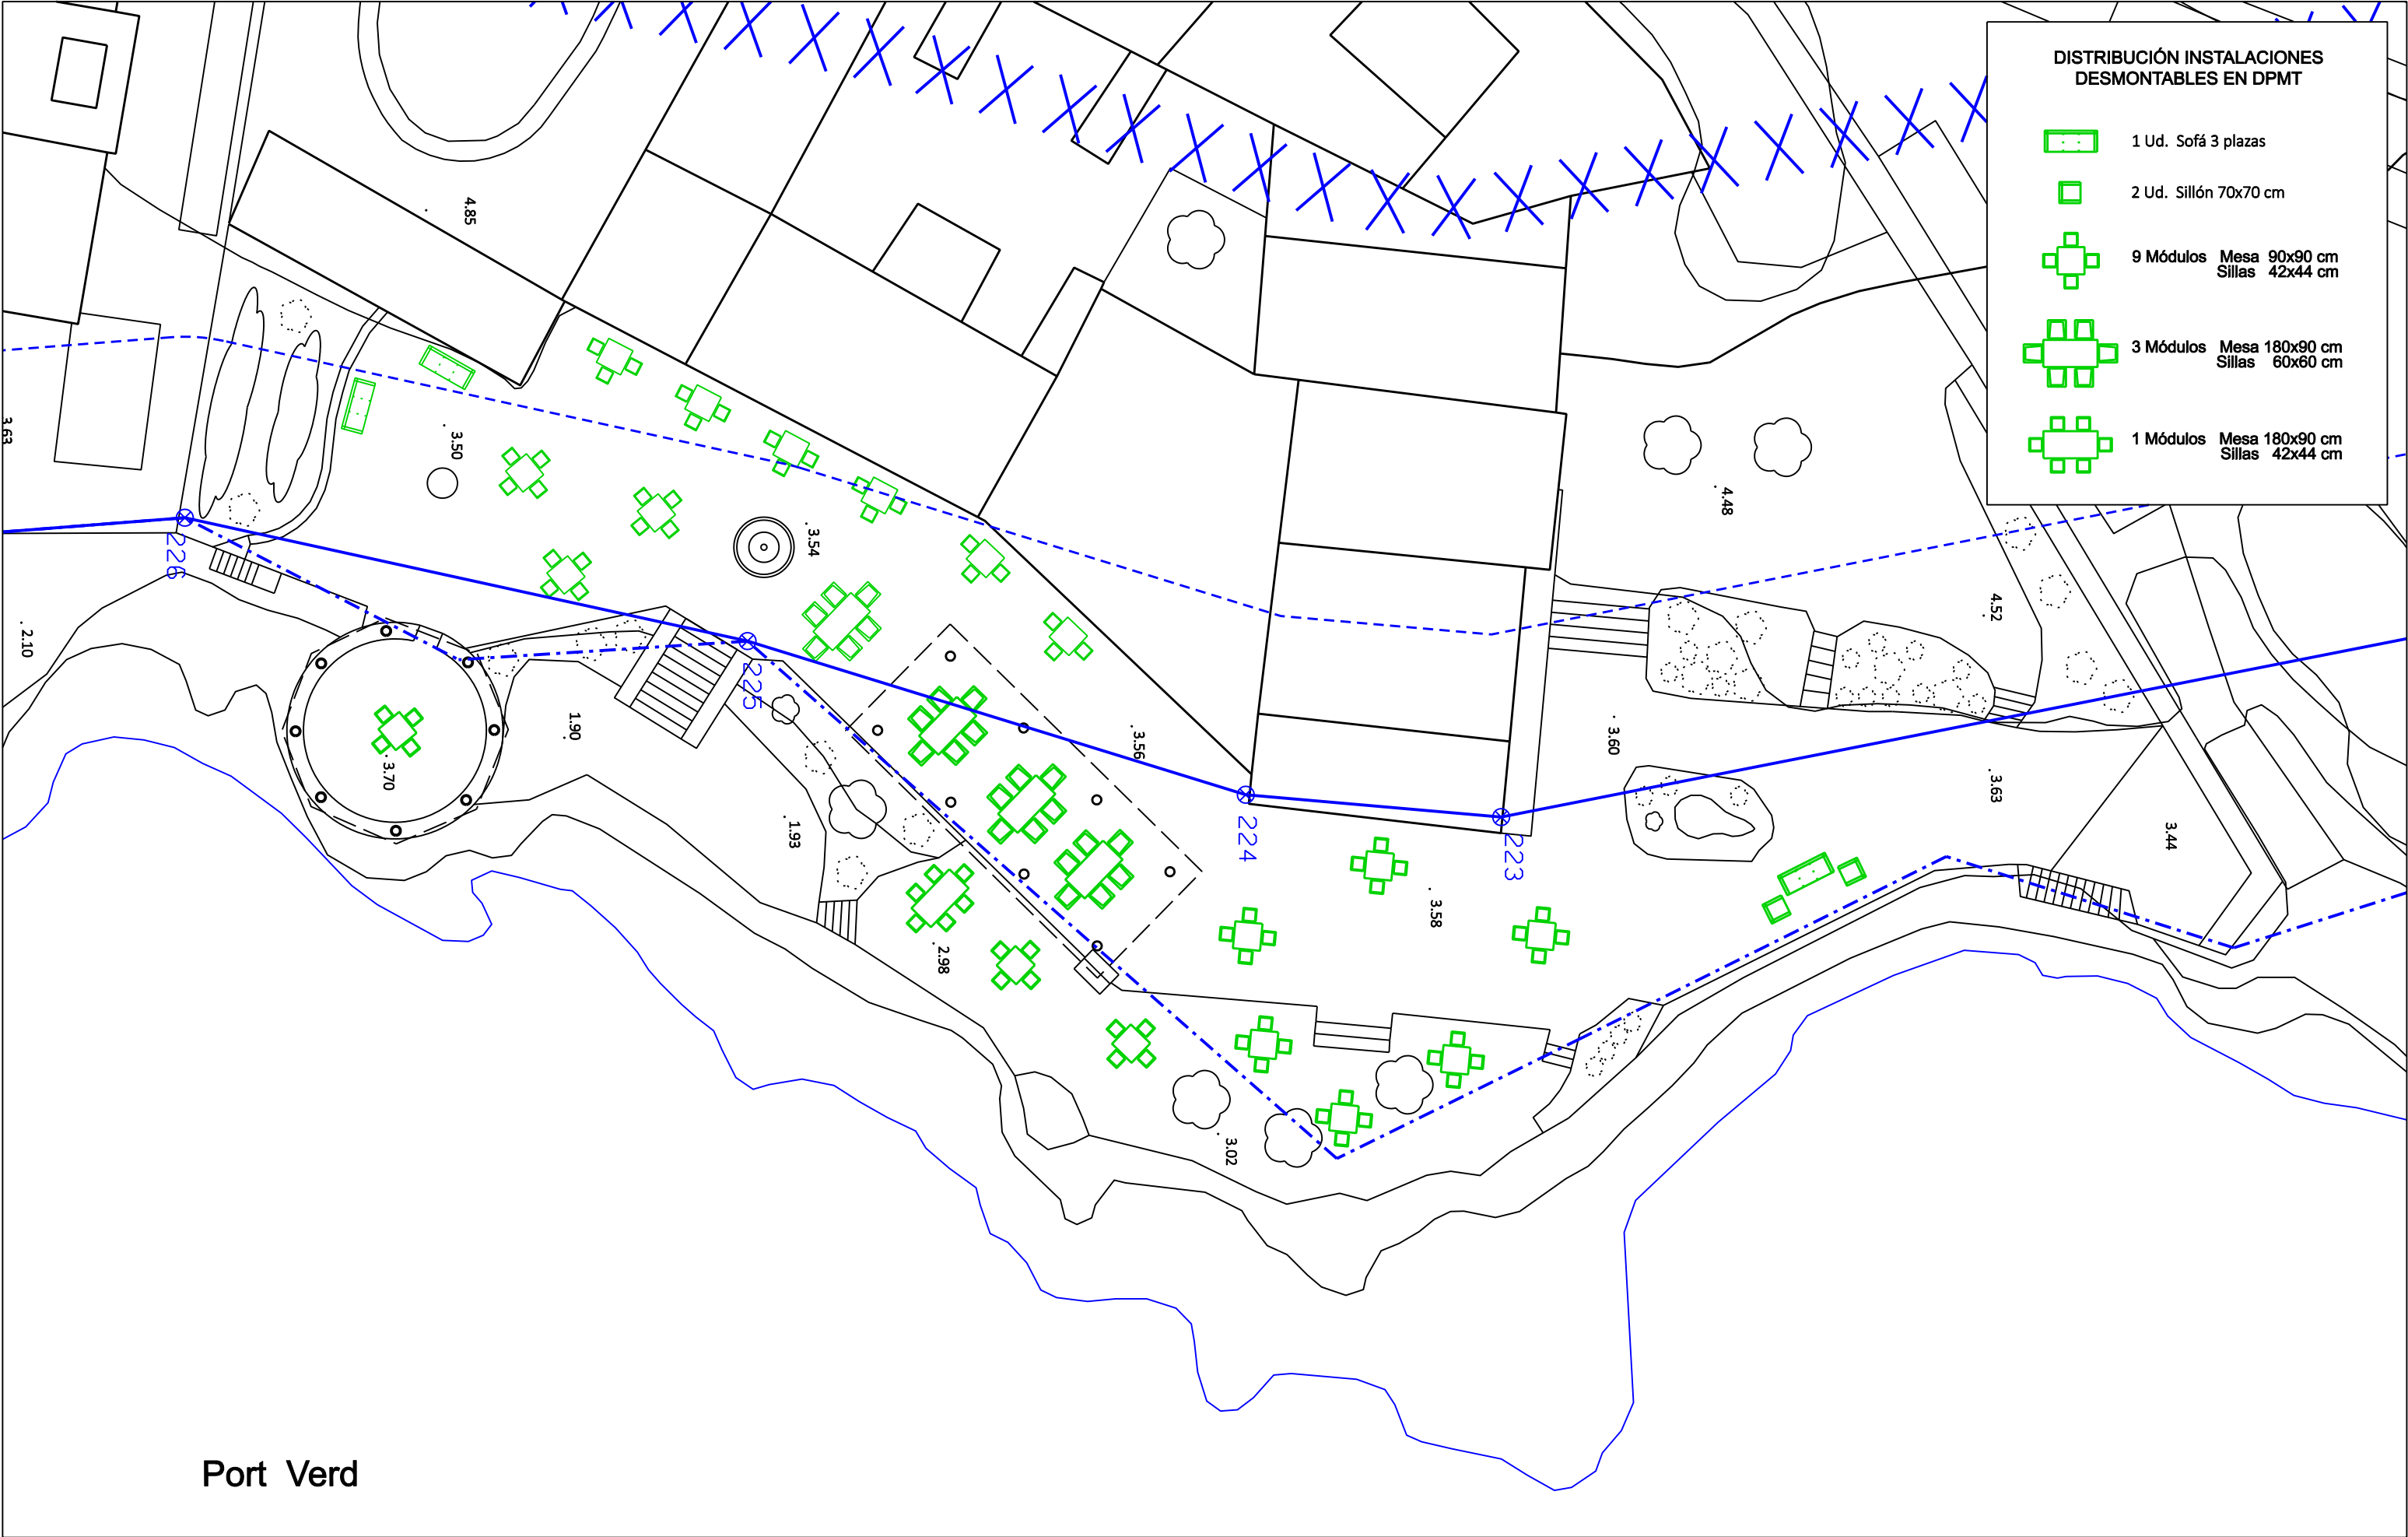 DISTRIBUCIÓN INSTALACIONES
DESMONTABLES EN DPMT
1 Ud. Sofá 3 plazas
2 Ud. Sillón 70x70 cm
9 Módulos Mesa 90x90 cm
Sillas 42x44 cm
3 Módulos Mesa 180x90 cm
Sillas 60x60 cm
1 Módulos Mesa 180x90 cm
Sillas 42x44 cm
4.85
3.63
3.50
4.48
3.54
226
4.52
2.10
225
1.90
3.56
3.60
3.70
3.63
1.93
224
3.44
223
3.58
2.98
3.02
Port Verd